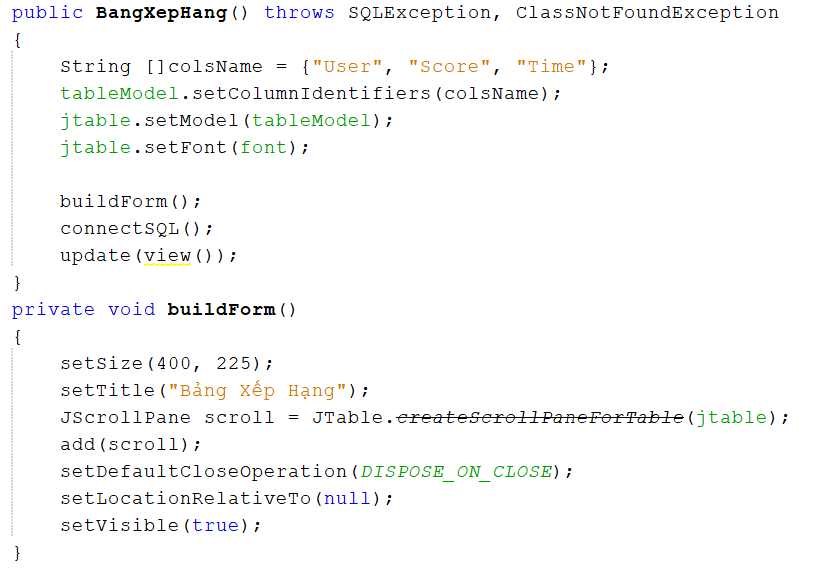 public BangXepHang() throws SQLException, ClassNotFoundException
{
    String []colsName = {"User", "Score", "Time"};
    tableModel.setColumnIdentifiers(colsName);
    jtable.setModel(tableModel);
    jtable.setFont(font);

    buildForm();
    connectSQL();
    update(view());
}
private void buildForm()
{
    setSize(400, 225);
    setTitle("Bảng Xếp Hạng");
    JScrollPane scroll = JTable.createScrollPaneForTable(jtable);
    add(scroll);
    setDefaultCloseOperation(DISPOSE_ON_CLOSE);
    setLocationRelativeTo(null);
    setVisible(true);
}